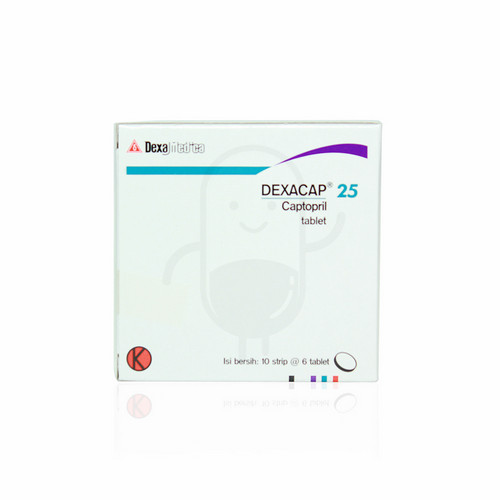 Dexa Medica
DEXACAP® 25
Captopril
tablet
Isi bersih: 10 strip @ 6 tablet
K